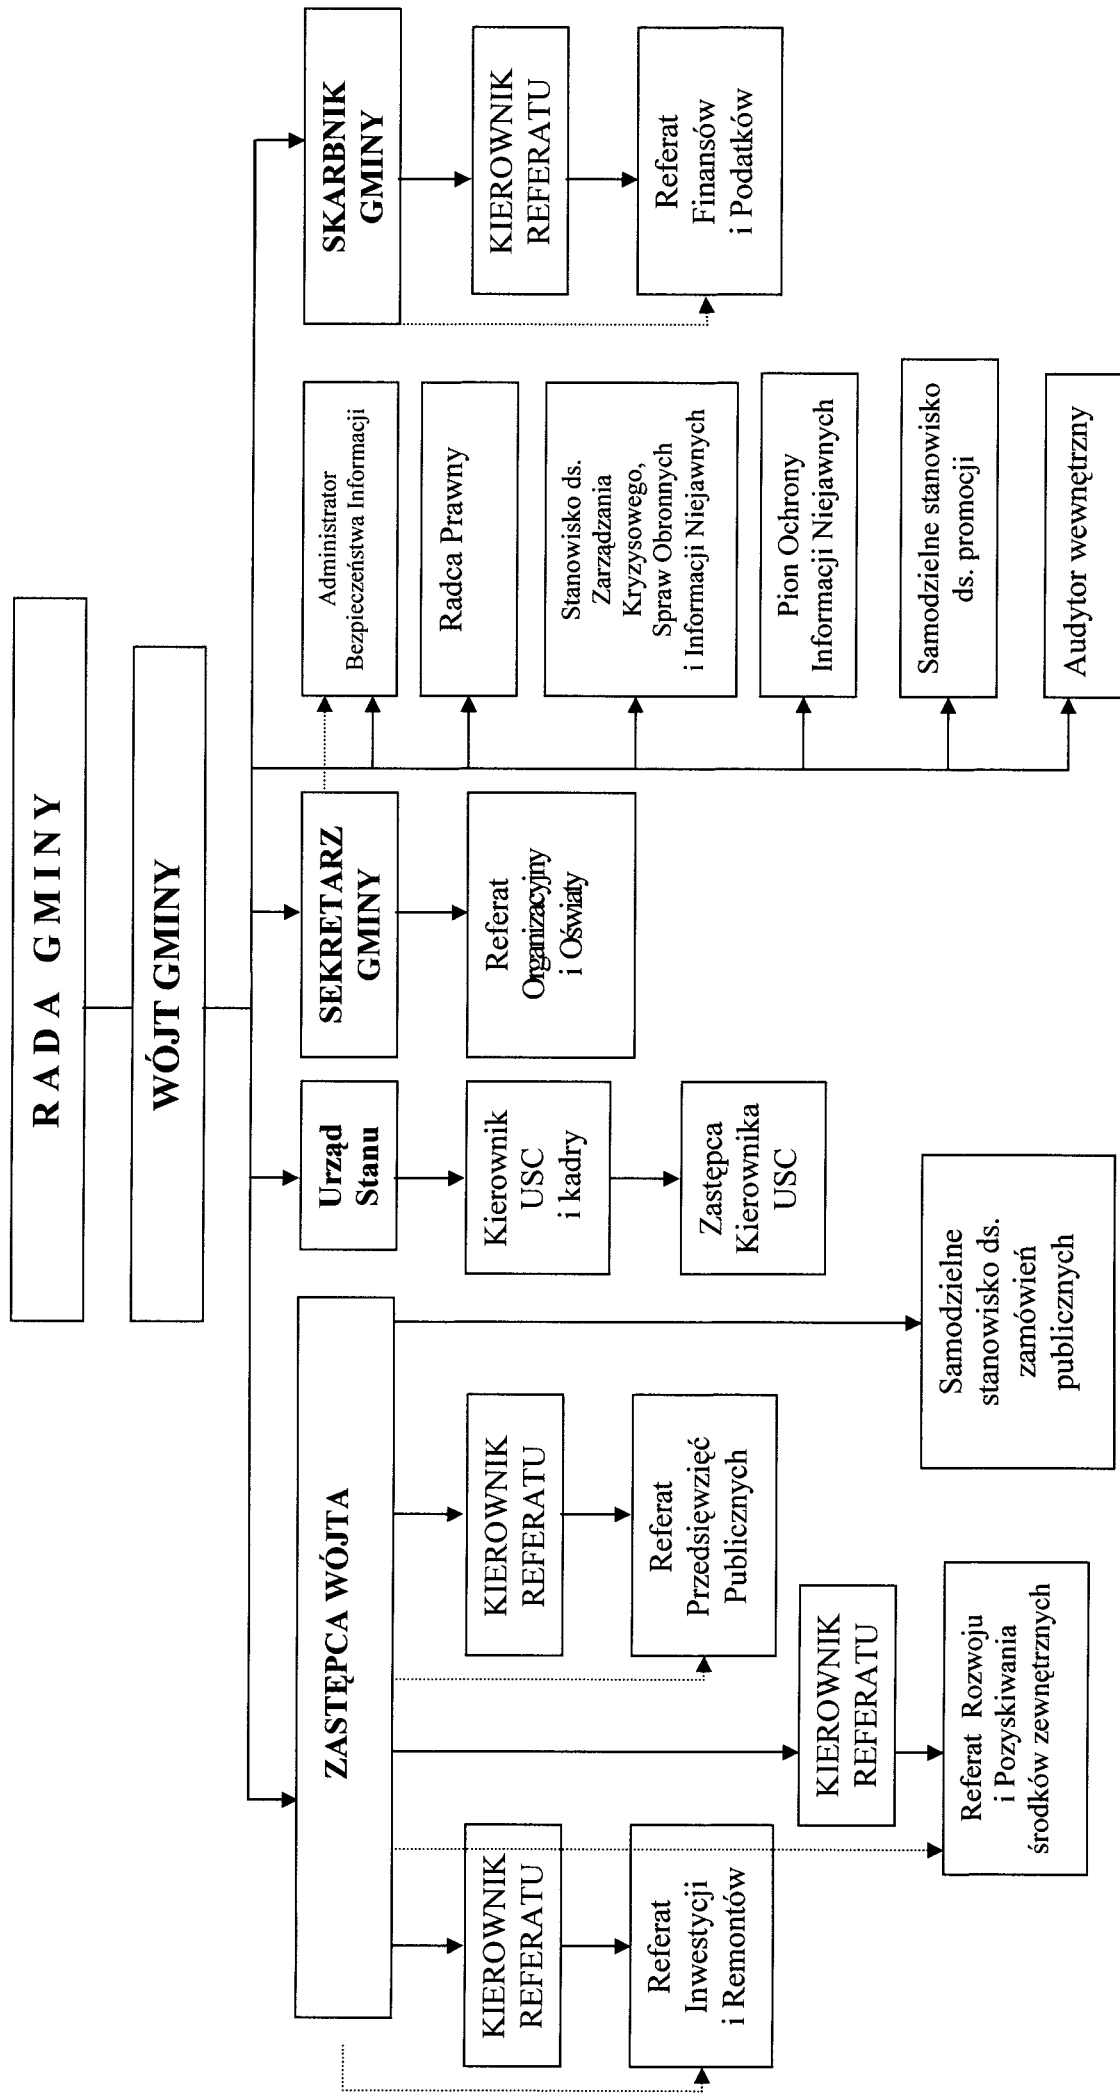 RADA GMINY
WÓJT GMINY
ZASTĘPCA WÓJTA
Urząd
Stanu
SEKRETARZ
GMINY
Administrator
Bezpieczeństwa Informacji
SKARBNIK
GMINY
KIEROWNIK
REFERATU
KIEROWNIK
REFERATU
Kierownik
USC
i kadry
Referat
Organizacyjny
i Oświaty
Radca Prawny
KIEROWNIK
REFERATU
Referat
Inwestycji
i Remontów
Referat
Przedsięwzięć
Publicznych
Zastępca
Kierownika
USC
Stanowisko ds.
Zarządzania
Kryzysowego,
Spraw Obronnych
i Informacji Niejawnych
Referat
Finansów
i Podatków
KIEROWNIK
REFERATU
Pion Ochrony
Informacji Niejawnych
Referat Rozwoju
i Pozyskiwania
środków zewnętrznych
Samodzielne
stanowisko ds.
zamówień
publicznych
Samodzielne stanowisko
ds. promocji
Audytor wewnętrzny